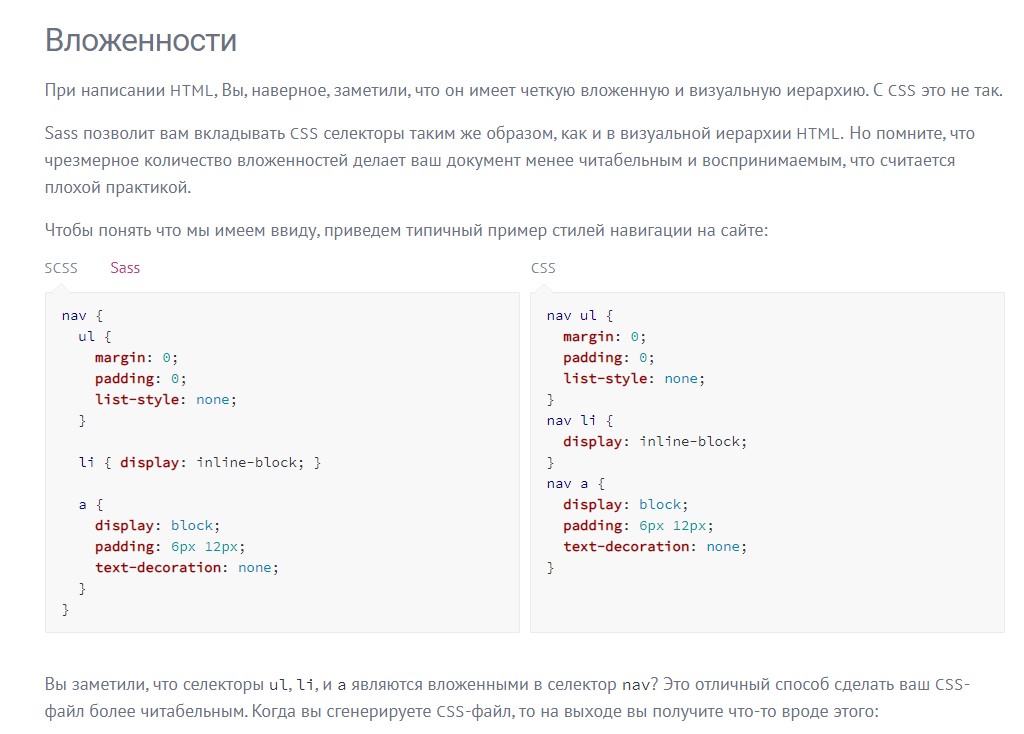 Вложенности
При написании HTML, Вы, наверное, заметили, что он имеет четкую вложенную и визуальную иерархию. С CSS это не так.
Sass позволит вам вкладывать CSS селекторы таким же образом, как и в визуальной иерархии HTML. Но помните, что
чрезмерное количество вложенностей делает ваш документ менее читабельным и воспринимаемым, что считается
плохой практикой.
Чтобы понять что мы имеем ввиду, приведем типичный пример стилей навигации на сайте:
SCSS Sass
nav {
  ul {
    margin: 0;
    padding: 0;
    list-style: none;
  }

  li { display: inline-block; }

  a {
    display: block;
    padding: 6px 12px;
    text-decoration: none;
  }
}
CSS
nav ul {
  margin: 0;
  padding: 0;
  list-style: none;
}
nav li {
  display: inline-block;
}
nav a {
  display: block;
  padding: 6px 12px;
  text-decoration: none;
}
Вы заметили, что селекторы ul, li, и a являются вложенными в селектор nav? Это отличный способ сделать ваш CSS-
файл более читабельным. Когда вы сгенерируете CSS-файл, то на выходе вы получите что-то вроде этого: